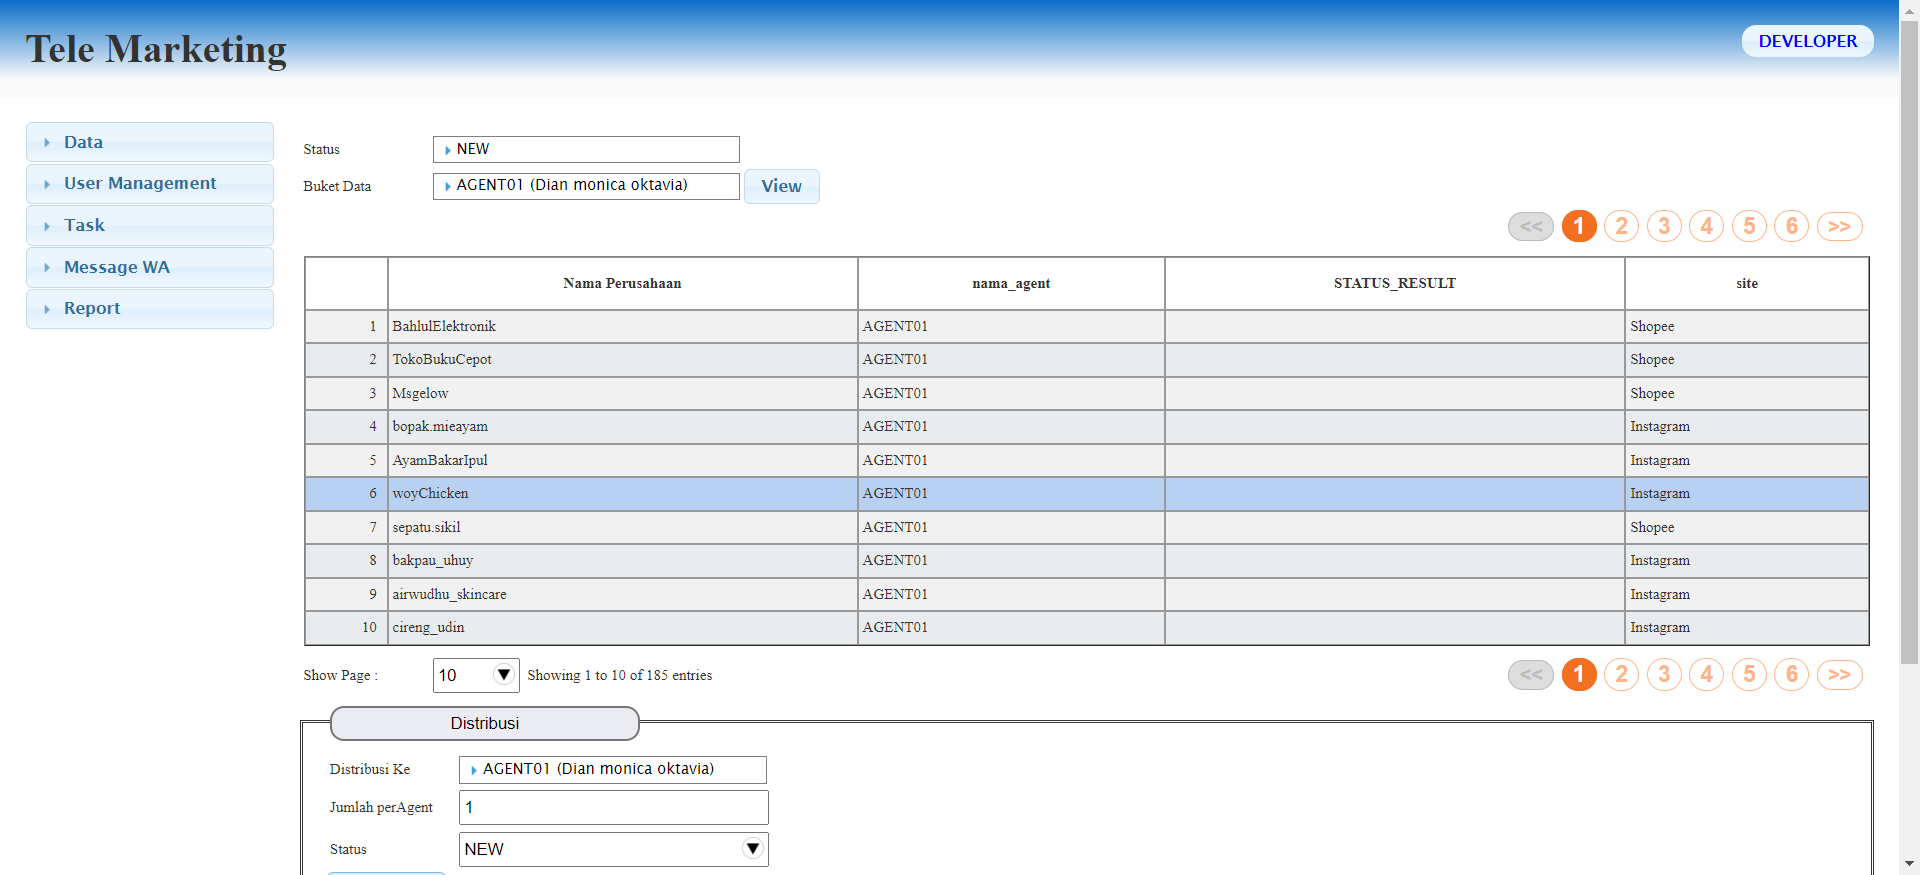 Tele Marketing
DEVELOPER
Data
User Management
Task
Message WA
Report
Status NEW
Buket Data AGENT01 (Dian monica oktavia) View
<< 1 2 3 4 5 6 >>
Nama Perusahaan nama_agent STATUS_RESULT site
1 BahlulElektronik AGENT01 Shopee
2 TokoBukuCepot AGENT01 Shopee
3 Msgelow AGENT01 Shopee
4 bopak.mieayam AGENT01 Instagram
5 AyamBakarIpul AGENT01 Instagram
6 woyChicken AGENT01 Instagram
7 sepatu.sikil AGENT01 Shopee
8 bakpau_uhuy AGENT01 Instagram
9 airwudhu_skincare AGENT01 Instagram
10 cireng_udin AGENT01 Instagram
Show Page : 10 Showing 1 to 10 of 185 entries << 1 2 3 4 5 6 >>
Distribusi
Distribusi Ke AGENT01 (Dian monica oktavia)
Jumlah perAgent 1
Status NEW